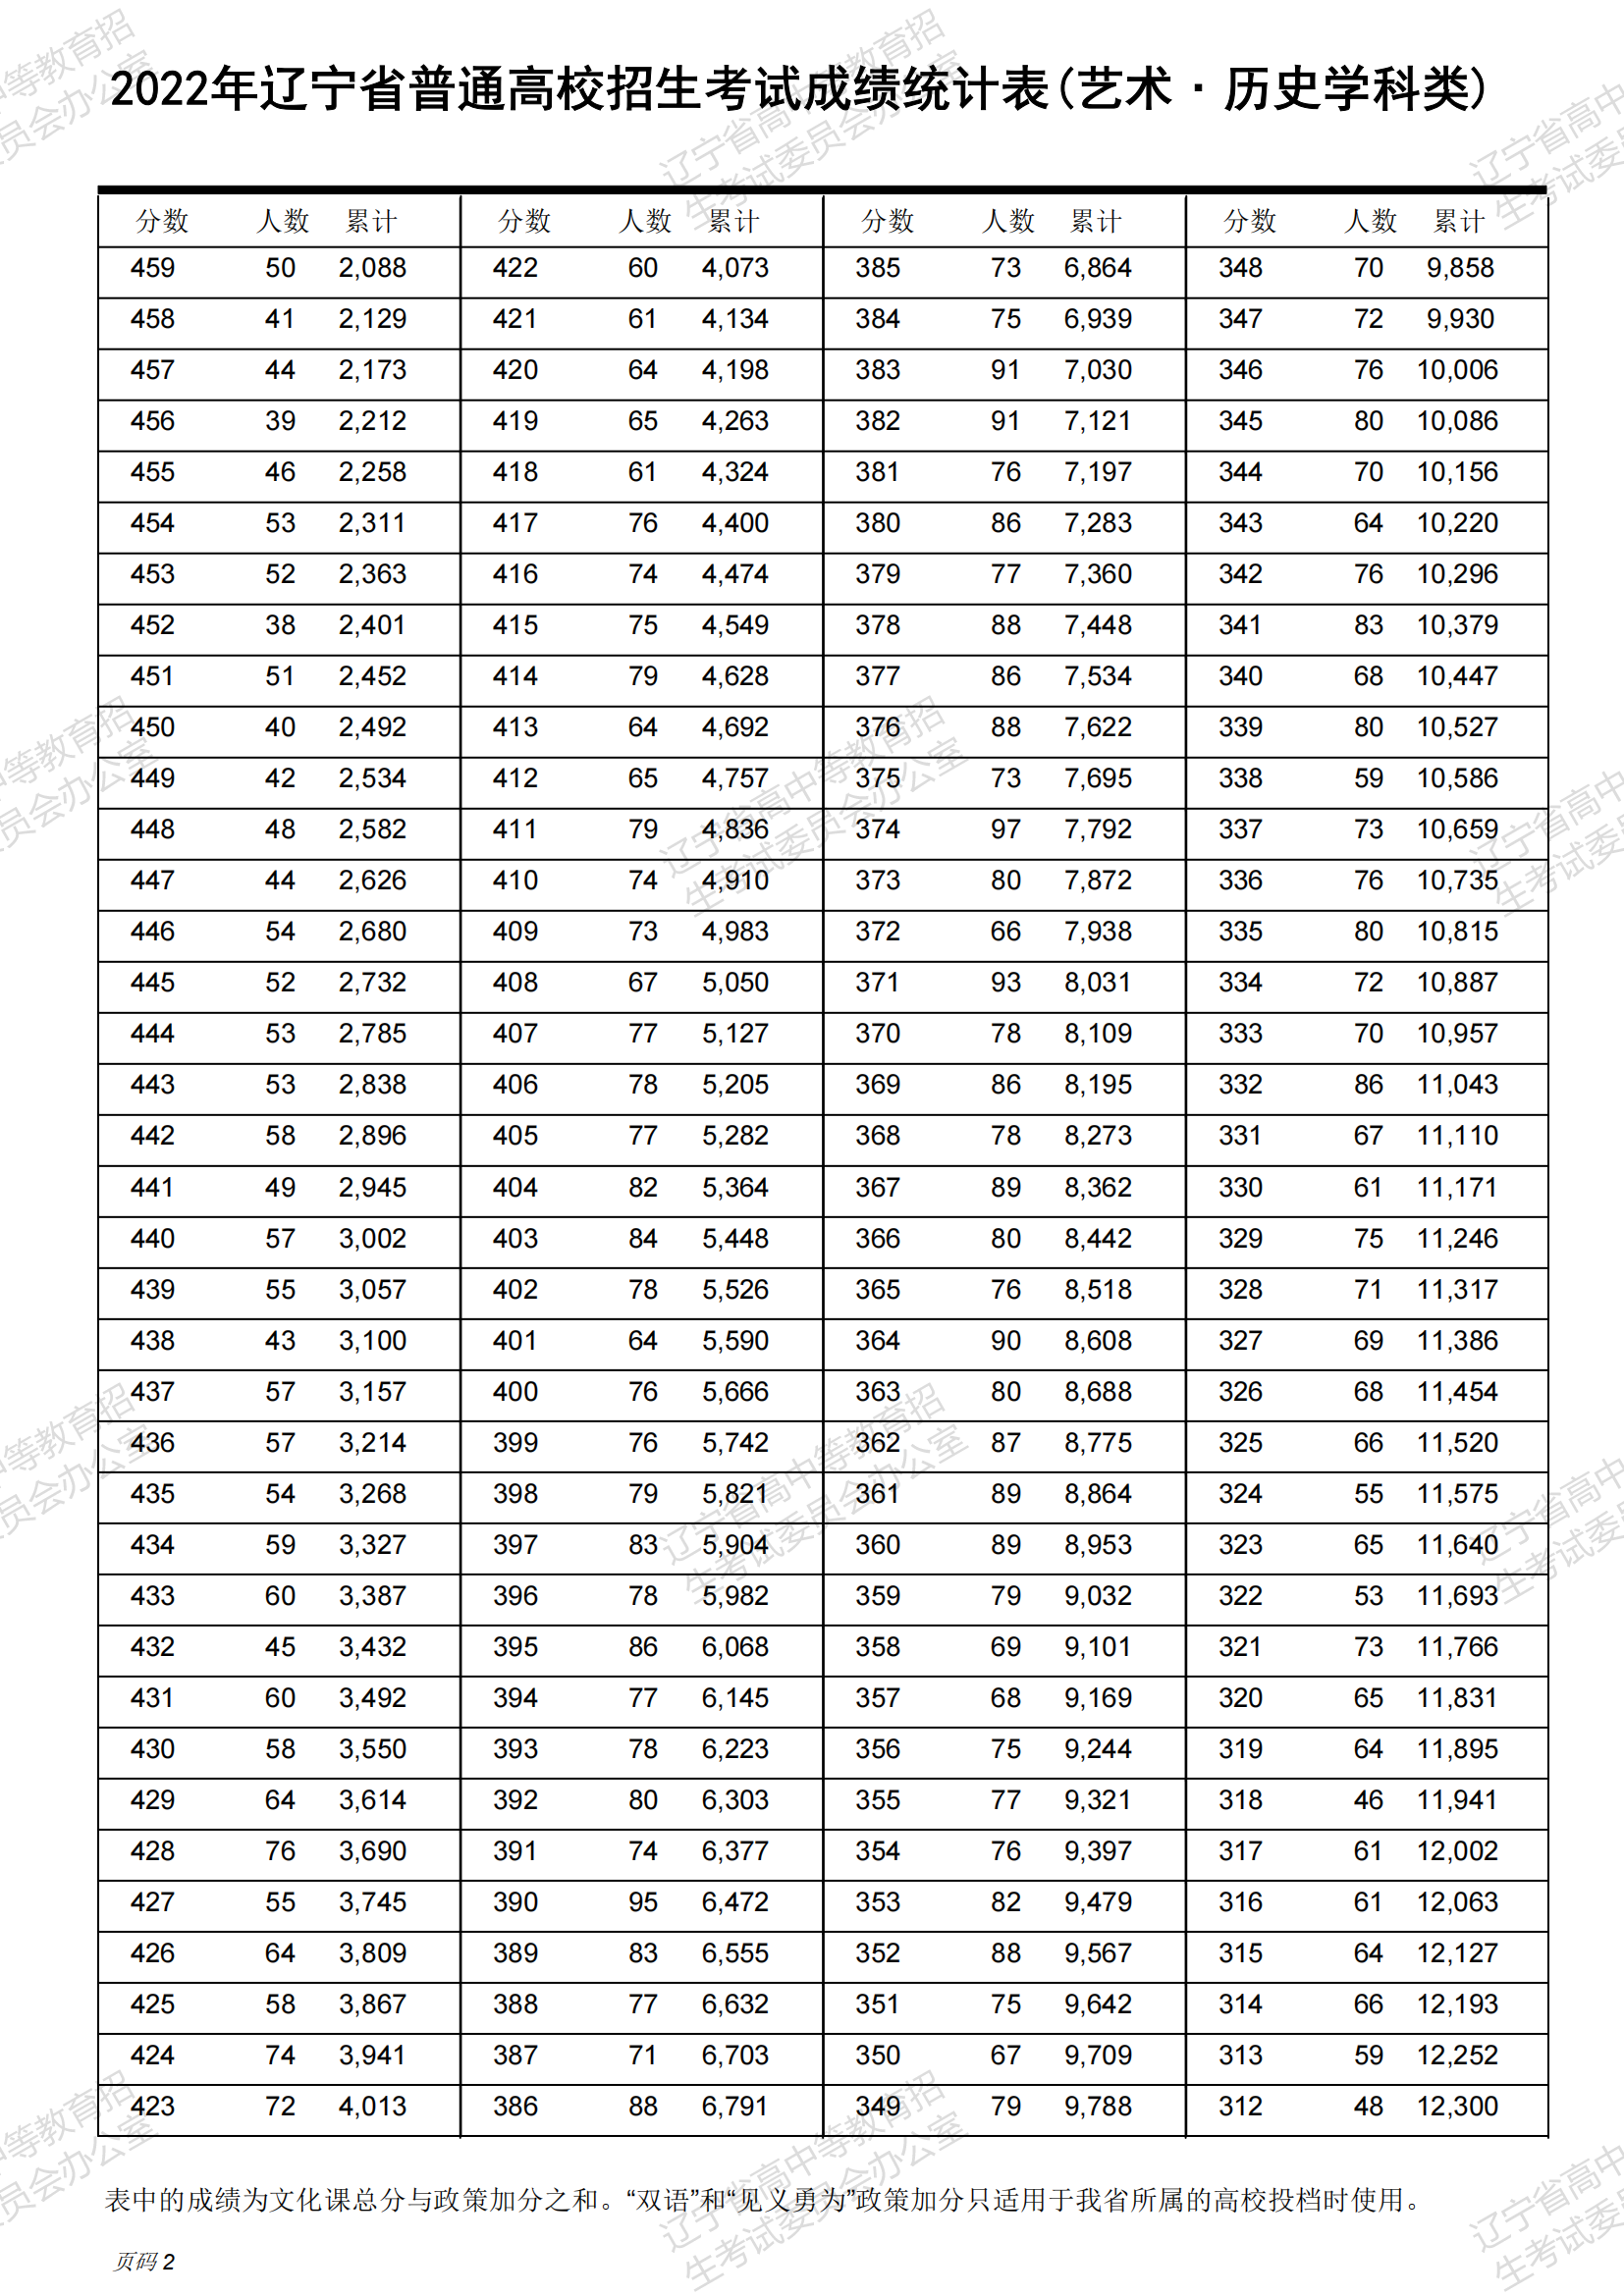 2022年辽宁省普通高校招生考试成绩统计表(艺术·历史学科类)
分数 人数 累计 分数 人数 累计 分数 人数 累计 分数 人数 累计
459 50 2,088 422 60 4,073 385 73 6,864 348 70 9,858
458 41 2,129 421 61 4,134 384 75 6,939 347 72 9,930
457 44 2,173 420 64 4,198 383 91 7,030 346 76 10,006
456 39 2,212 419 65 4,263 382 91 7,121 345 80 10,086
455 46 2,258 418 61 4,324 381 76 7,197 344 70 10,156
454 53 2,311 417 76 4,400 380 86 7,283 343 64 10,220
453 52 2,363 416 74 4,474 379 77 7,360 342 76 10,296
452 38 2,401 415 75 4,549 378 88 7,448 341 83 10,379
451 51 2,452 414 79 4,628 377 86 7,534 340 68 10,447
450 40 2,492 413 64 4,692 376 88 7,622 339 80 10,527
449 42 2,534 412 65 4,757 375 73 7,695 338 59 10,586
448 48 2,582 411 79 4,836 374 97 7,792 337 73 10,659
447 44 2,626 410 74 4,910 373 80 7,872 336 76 10,735
446 54 2,680 409 73 4,983 372 66 7,938 335 80 10,815
445 52 2,732 408 67 5,050 371 93 8,031 334 72 10,887
444 53 2,785 407 77 5,127 370 78 8,109 333 70 10,957
443 53 2,838 406 78 5,205 369 86 8,195 332 86 11,043
442 58 2,896 405 77 5,282 368 78 8,273 331 67 11,110
441 49 2,945 404 82 5,364 367 89 8,362 330 61 11,171
440 57 3,002 403 84 5,448 366 80 8,442 329 75 11,246
439 55 3,057 402 78 5,526 365 76 8,518 328 71 11,317
438 43 3,100 401 64 5,590 364 90 8,608 327 69 11,386
437 57 3,157 400 76 5,666 363 80 8,688 326 68 11,454
436 57 3,214 399 76 5,742 362 87 8,775 325 66 11,520
435 54 3,268 398 79 5,821 361 89 8,864 324 55 11,575
434 59 3,327 397 83 5,904 360 89 8,953 323 65 11,640
433 60 3,387 396 78 5,982 359 79 9,032 322 53 11,693
432 45 3,432 395 86 6,068 358 69 9,101 321 73 11,766
431 60 3,492 394 77 6,145 357 68 9,169 320 65 11,831
430 58 3,550 393 78 6,223 356 75 9,244 319 64 11,895
429 64 3,614 392 80 6,303 355 77 9,321 318 46 11,941
428 76 3,690 391 74 6,377 354 76 9,397 317 61 12,002
427 55 3,745 390 95 6,472 353 82 9,479 316 61 12,063
426 64 3,809 389 83 6,555 352 88 9,567 315 64 12,127
425 58 3,867 388 77 6,632 351 75 9,642 314 66 12,193
424 74 3,941 387 71 6,703 350 67 9,709 313 59 12,252
423 72 4,013 386 88 6,791 349 79 9,788 312 48 12,300
表中的成绩为文化课总分与政策加分之和。“双语”和“见义勇为”政策加分只适用于我省所属的高校投档时使用。
页码 2
辽宁省高中等教育招
生考试委员会办公室